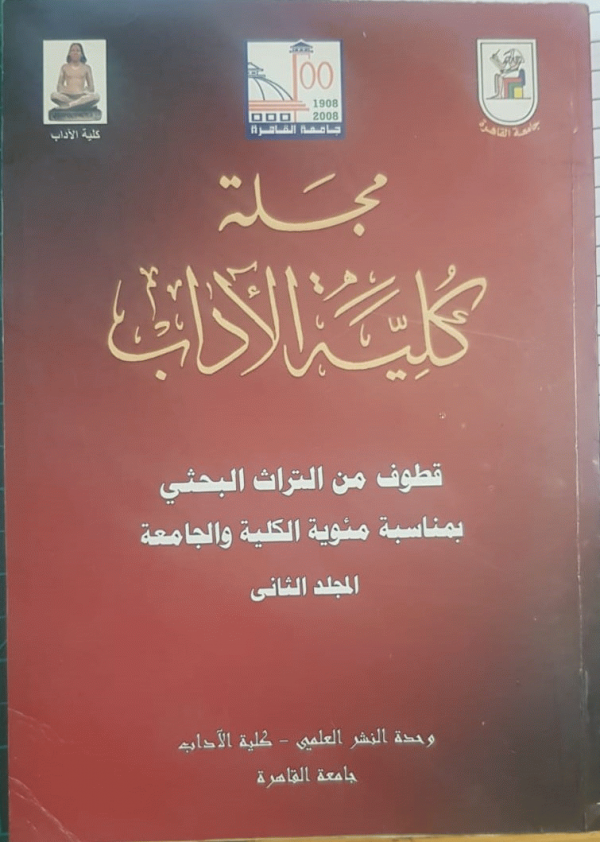 جامعة القاهرة
100
1908
2008
جامعة القاهرة
كلية الآداب
مجلة
كُليَّة الآداب
قطوف من التراث البحثي
بمناسبة مئوية الكلية والجامعة
المجلد الثانى
وحدة النشر العلمي - كلية الآداب
جامعة القاهرة